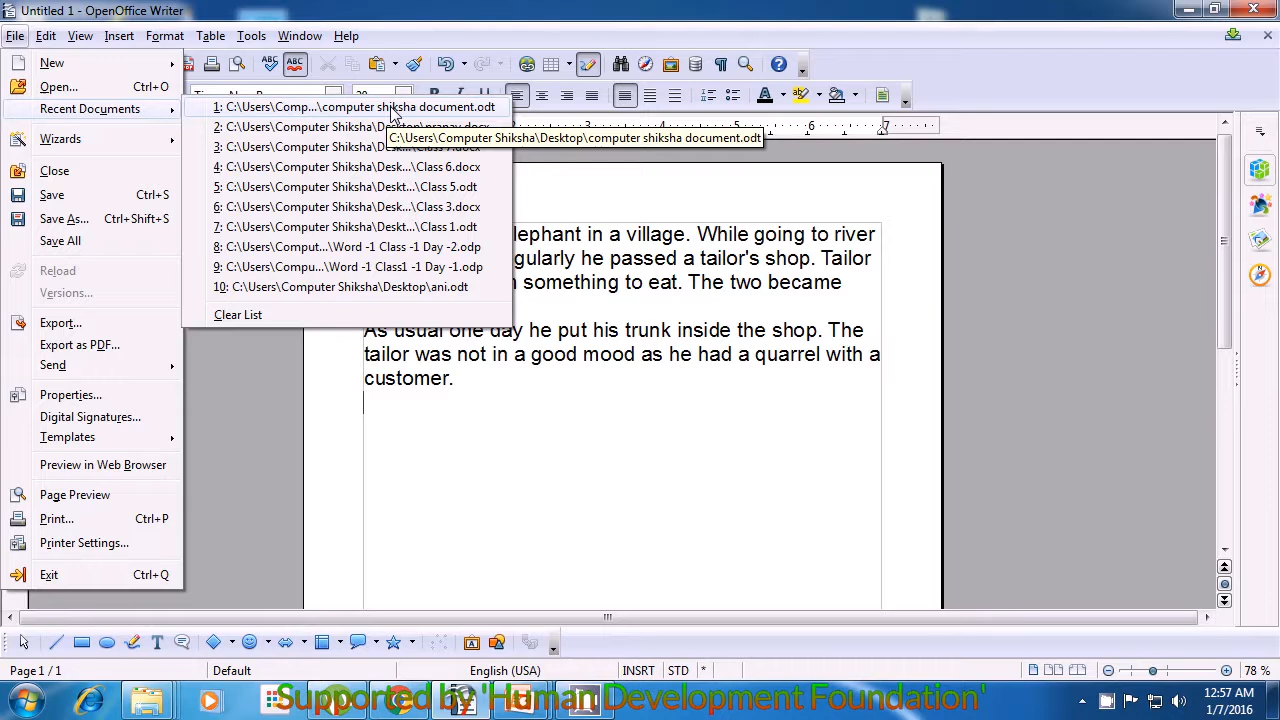 Untitled 1 - OpenOffice Writer
File Edit View Insert Format Table Tools Window Help
New
Open... Ctrl+O
Recent Documents
Wizards
Close
Save Ctrl+S
Save As... Ctrl+Shift+S
Save All
Reload
Versions...
Export...
Export as PDF...
Send
Properties...
Digital Signatures...
Templates
Preview in Web Browser
Page Preview
Print... Ctrl+P
Printer Settings...
Exit Ctrl+Q
1: C:\Users\Comp...\computer shiksha document.odt
2: C:\Users\Computer Shiksha\
C:\Users\Computer Shiksha\Desktop\computer shiksha document.odt
3: C:\Users\Computer Shiksha\Desk...\Class 7.docx
4: C:\Users\Computer Shiksha\Desk...\Class 6.docx
5: C:\Users\Computer Shiksha\Deskt...\Class 5.odt
6: C:\Users\Computer Shiksha\Desk...\Class 3.docx
7: C:\Users\Computer Shiksha\Deskt...\Class 1.odt
8: C:\Users\Comput...\Word -1 Class -1 Day -2.odp
9: C:\Users\Compu...\Word -1 Class1 -1 Day -1.odp
10: C:\Users\Computer Shiksha\Desktop\ani.odt
Clear List
5 6 7
lephant in a village. While going to river
gularly he passed a tailor's shop. Tailor
something to eat. The two became
As usual one day he put his trunk inside the shop. The
tailor was not in a good mood as he had a quarrel with a
customer.
Page 1 / 1 Default English (USA) INSRT STD * 78 %
Supported by 'Human Development Foundation'
12:57 AM
1/7/2016